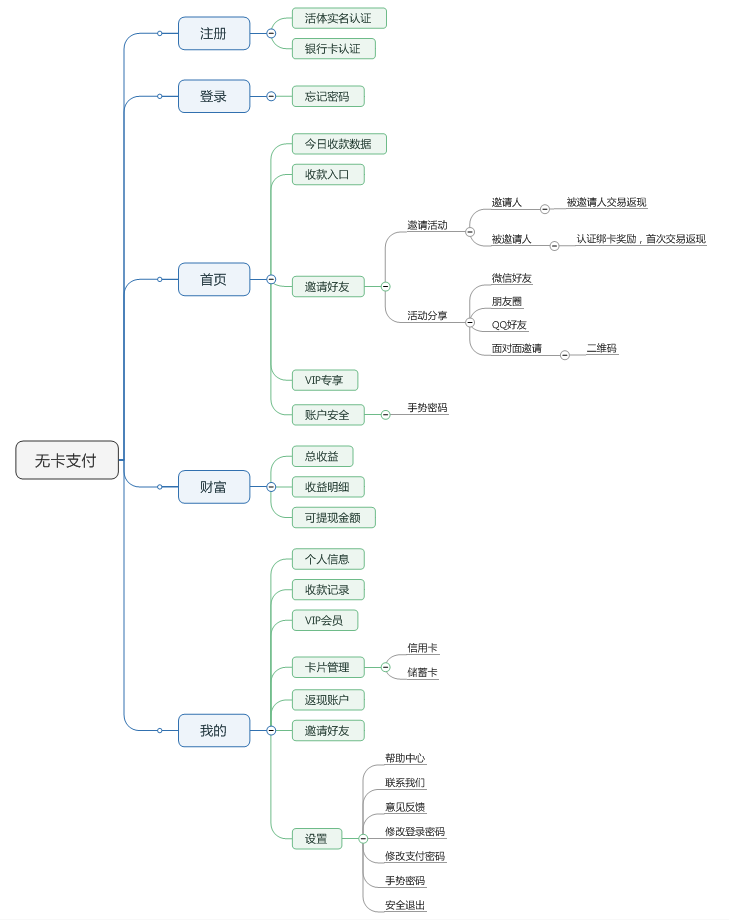 无卡支付
注册
活体实名认证
银行卡认证
登录
忘记密码
首页
今日收款数据
收款入口
邀请好友
邀请活动
邀请人
被邀请人交易返现
被邀请人
认证绑卡奖励，首次交易返现
活动分享
微信好友
朋友圈
QQ好友
面对面邀请
二维码
VIP专享
账户安全
手势密码
财富
总收益
收益明细
可提现金额
我的
个人信息
收款记录
VIP会员
卡片管理
信用卡
储蓄卡
返现账户
邀请好友
设置
帮助中心
联系我们
意见反馈
修改登录密码
修改支付密码
手势密码
安全退出